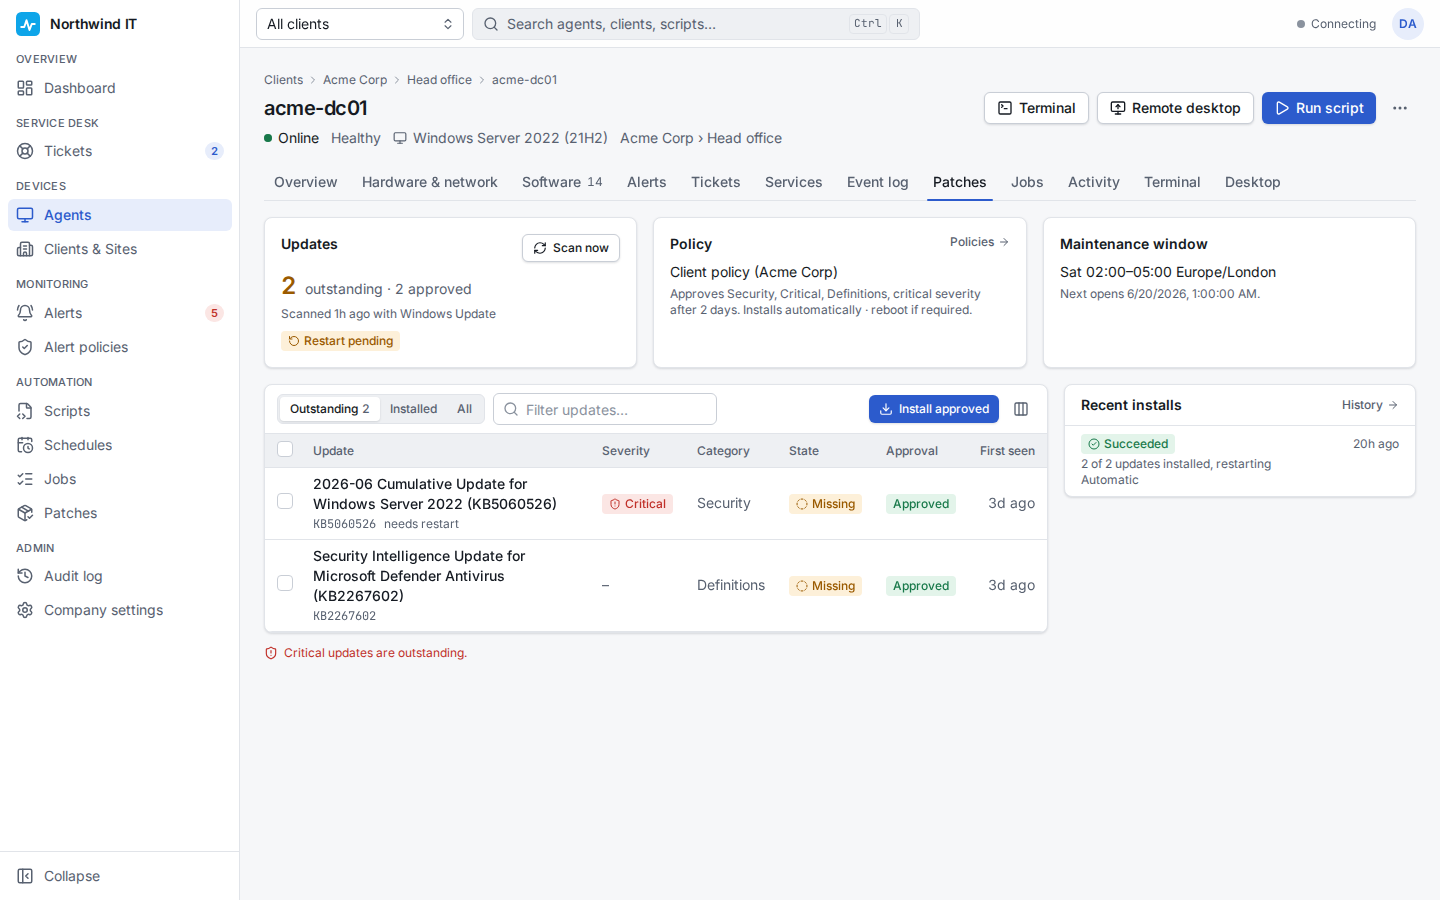 Northwind IT
OVERVIEW
Dashboard
SERVICE DESK
Tickets 2
DEVICES
Agents
Clients & Sites
MONITORING
Alerts 5
Alert policies
AUTOMATION
Scripts
Schedules
Jobs
Patches
ADMIN
Audit log
Company settings
Collapse
All clients
Search agents, clients, scripts...
Ctrl K
Connecting
DA
Clients > Acme Corp > Head office > acme-dc01
acme-dc01
Terminal
Remote desktop
Run script
Online Healthy Windows Server 2022 (21H2) Acme Corp › Head office
Overview Hardware & network Software 14 Alerts Tickets Services Event log Patches Jobs Activity Terminal Desktop
Updates
Scan now
2 outstanding · 2 approved
Scanned 1h ago with Windows Update
Restart pending
Policy
Policies →
Client policy (Acme Corp)
Approves Security, Critical, Definitions, critical severity
after 2 days. Installs automatically · reboot if required.
Maintenance window
Sat 02:00–05:00 Europe/London
Next opens 6/20/2026, 1:00:00 AM.
Outstanding 2 Installed All
Filter updates...
Install approved
Update Severity Category State Approval First seen
2026-06 Cumulative Update for
Windows Server 2022 (KB5060526)
KB5060526 needs restart
Critical Security Missing Approved 3d ago
Security Intelligence Update for
Microsoft Defender Antivirus
(KB2267602)
KB2267602
– Definitions Missing Approved 3d ago
Critical updates are outstanding.
Recent installs
History →
Succeeded 20h ago
2 of 2 updates installed, restarting
Automatic